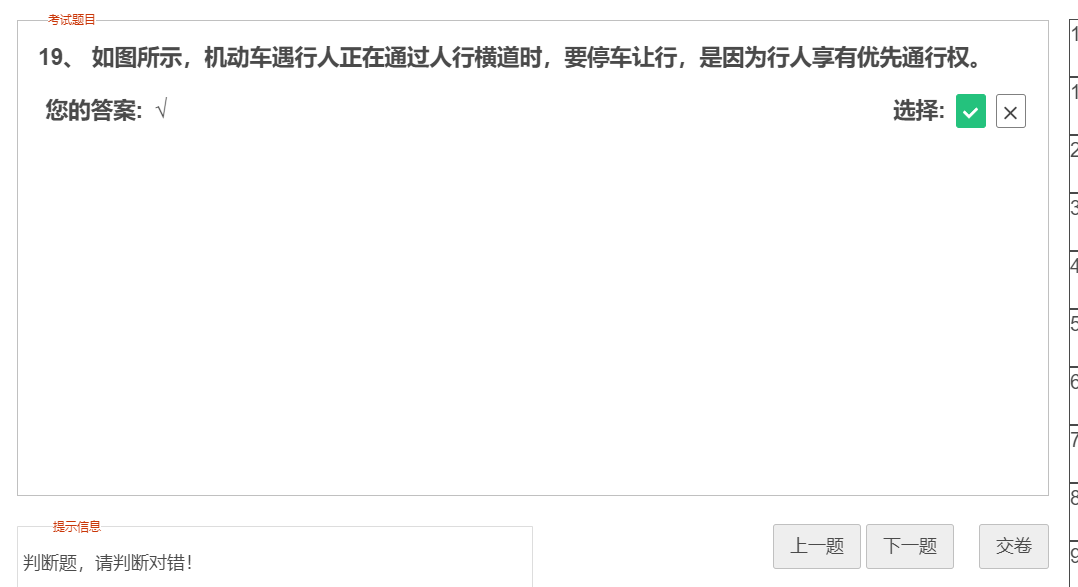 考试题目
19、 如图所示，机动车遇行人正在通过人行横道时，要停车让行，是因为行人享有优先通行权。
您的答案: √
选择: ✓ ×
提示信息
判断题，请判断对错！
上一题 下一题 交卷
1
1
2
3
4
5
6
7
8
9